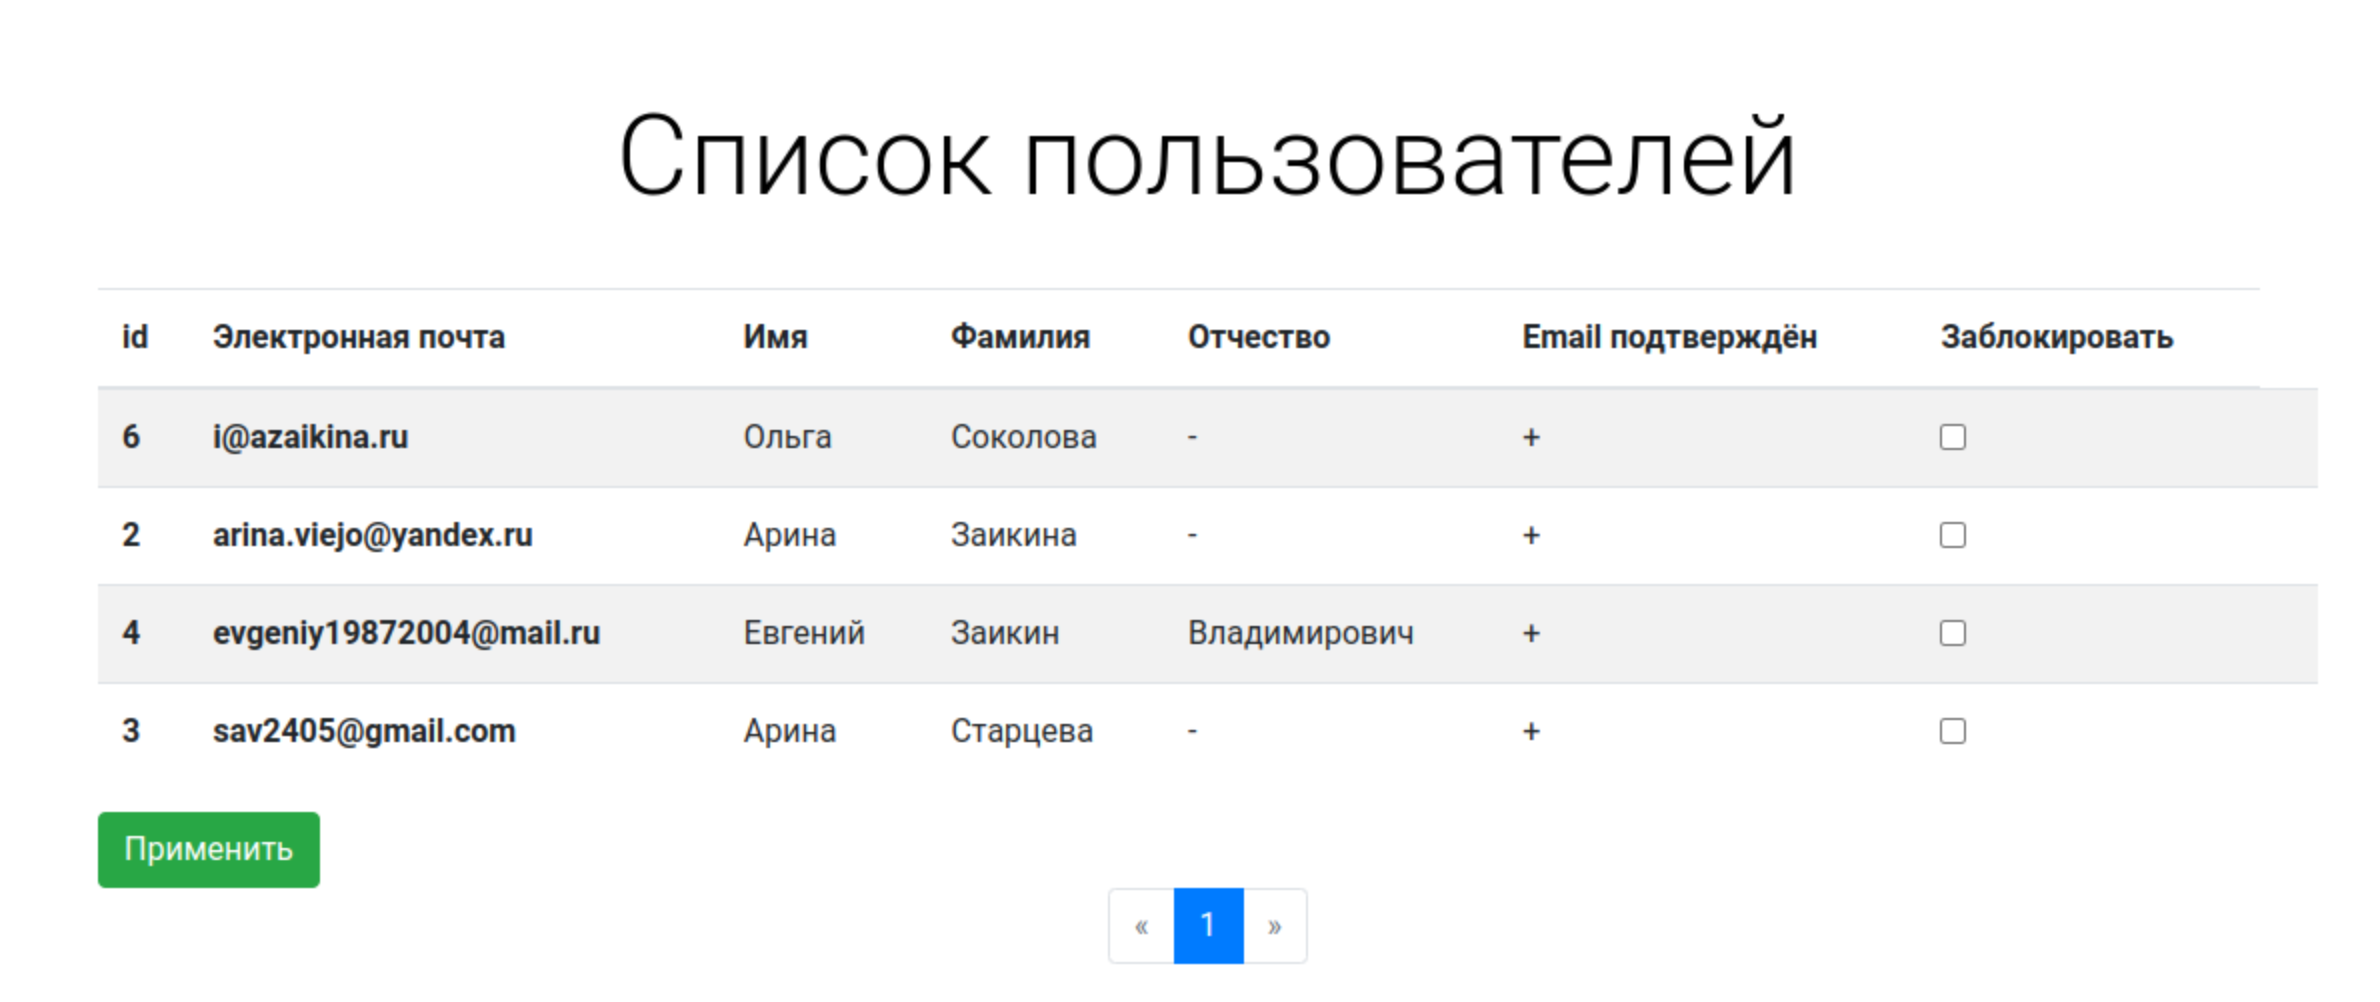 Список пользователей
id Электронная почта Имя Фамилия Отчество Email подтверждён Заблокировать
6 i@azaikina.ru Ольга Соколова - +
2 arina.viejo@yandex.ru Арина Заикина - +
4 evgeniy19872004@mail.ru Евгений Заикин Владимирович +
3 sav2405@gmail.com Арина Старцева - +
Применить
« 1 »